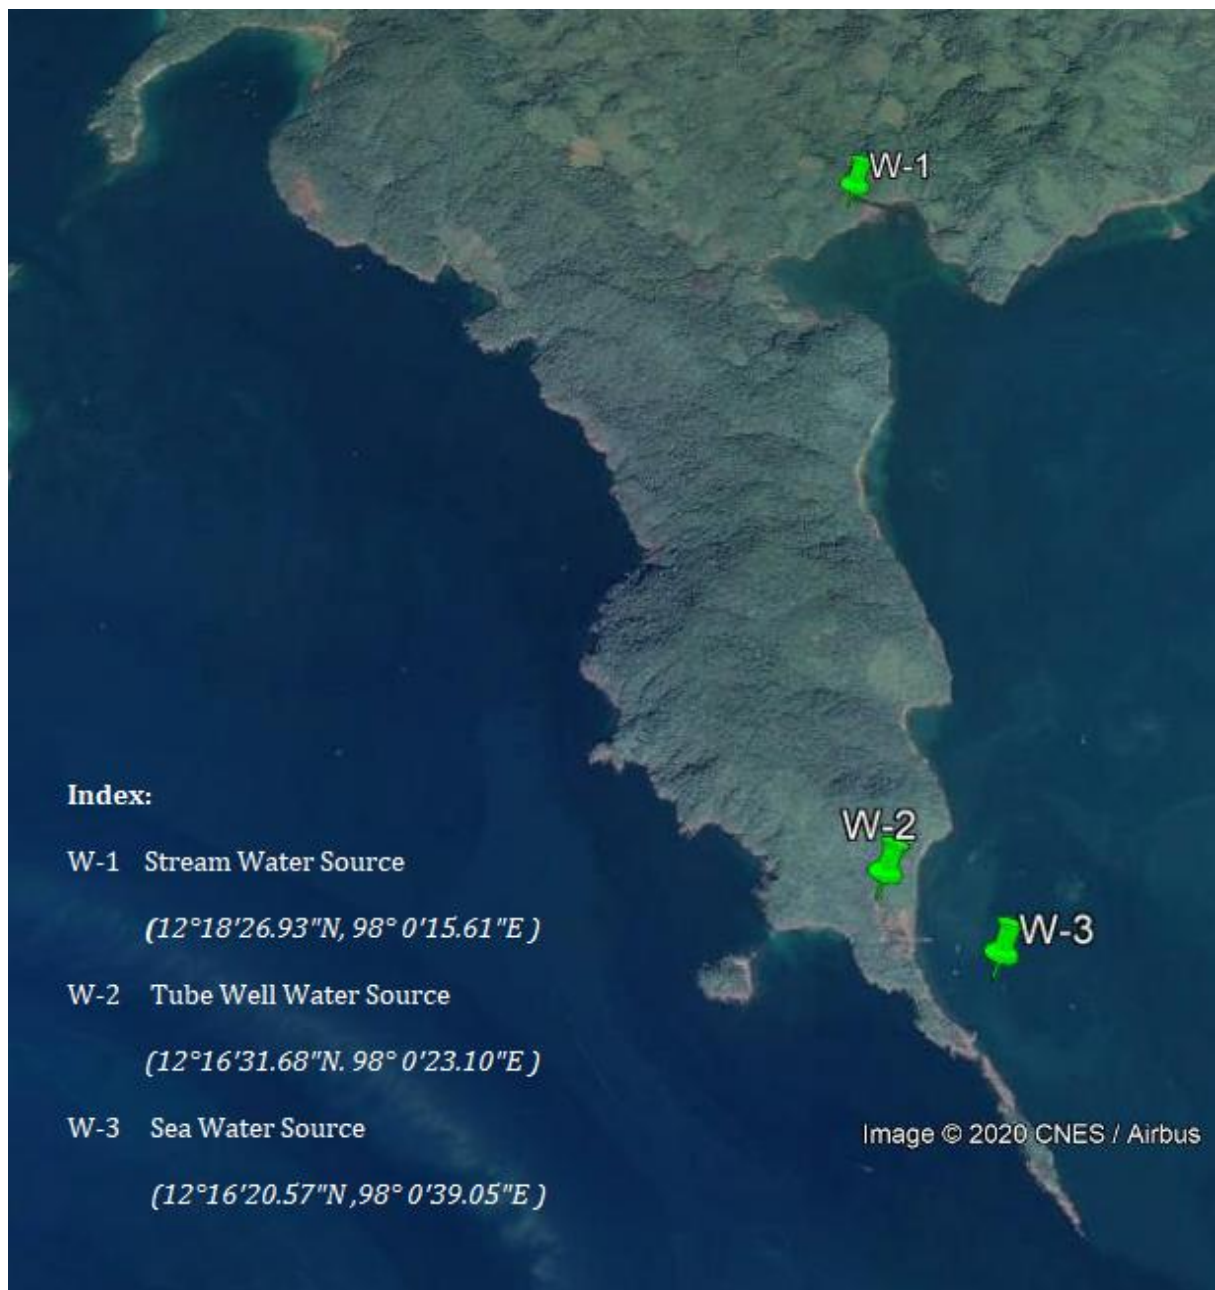 W-1
W-2
W-3
Index:
W-1 Stream Water Source
(12°18'26.93"N, 98° 0'15.61"E )
W-2 Tube Well Water Source
(12°16'31.68"N. 98° 0'23.10"E )
W-3 Sea Water Source
(12°16'20.57"N ,98° 0'39.05"E )
Image © 2020 CNES / Airbus